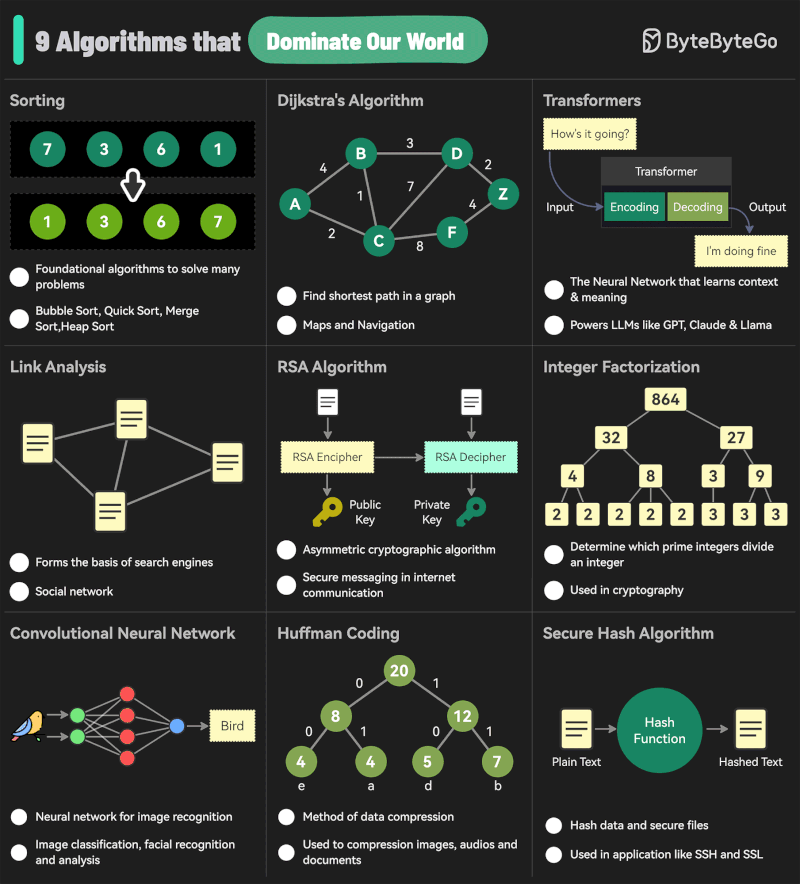 9 Algorithms that Dominate Our World
ByteByteGo
Sorting
7 3 6 1
1 3 6 7
Foundational algorithms to solve many
problems
Bubble Sort, Quick Sort, Merge
Sort,Heap Sort
Dijkstra's Algorithm
B 3 D
4 2
A 1 7 Z
2 4
C 8 F
Find shortest path in a graph
Maps and Navigation
Transformers
How's it going?
Transformer
Input Encoding Decoding Output
I'm doing fine
The Neural Network that learns context
& meaning
Powers LLMs like GPT, Claude & Llama
Link Analysis
Forms the basis of search engines
Social network
RSA Algorithm
RSA Encipher RSA Decipher
Public
Key
Private
Key
Asymmetric cryptographic algorithm
Secure messaging in internet
communication
Integer Factorization
864
32 27
4 8 3 9
2 2 2 2 2 3 3 3
Determine which prime integers divide
an integer
Used in cryptography
Convolutional Neural Network
Bird
Neural network for image recognition
Image classification, facial recognition
and analysis
Huffman Coding
20
0 1
8 12
0 1 0 1
4 4 5 7
e a d b
Method of data compression
Used to compression images, audios and
documents
Secure Hash Algorithm
Hash
Function
Plain Text Hashed Text
Hash data and secure files
Used in application like SSH and SSL